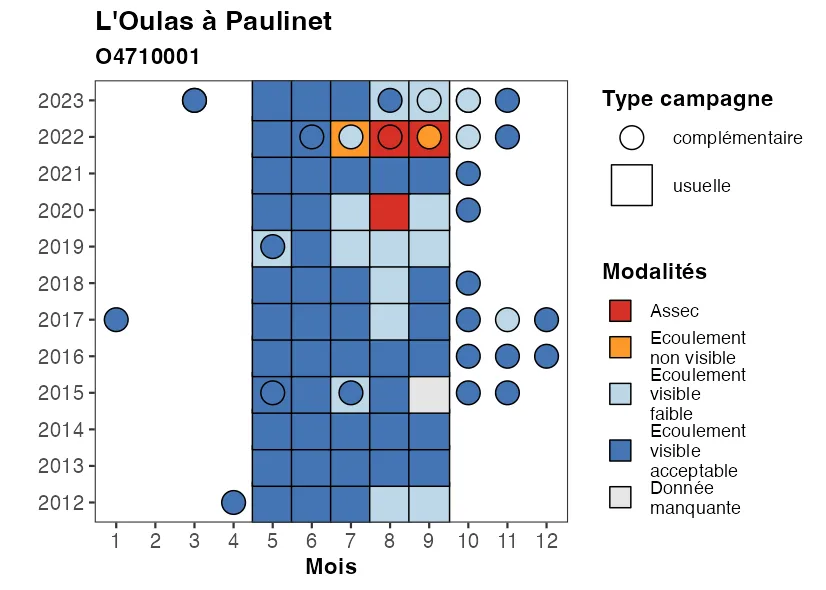 L'Oulas à Paulinet
O4710001
2023
2022
2021
2020
2019
2018
2017
2016
2015
2014
2013
2012
1 2 3 4 5 6 7 8 9 10 11 12
Mois
Type campagne
complémentaire
usuelle
Modalités
Assec
Ecoulement
non visible
Ecoulement
visible
faible
Ecoulement
visible
acceptable
Donnée
manquante